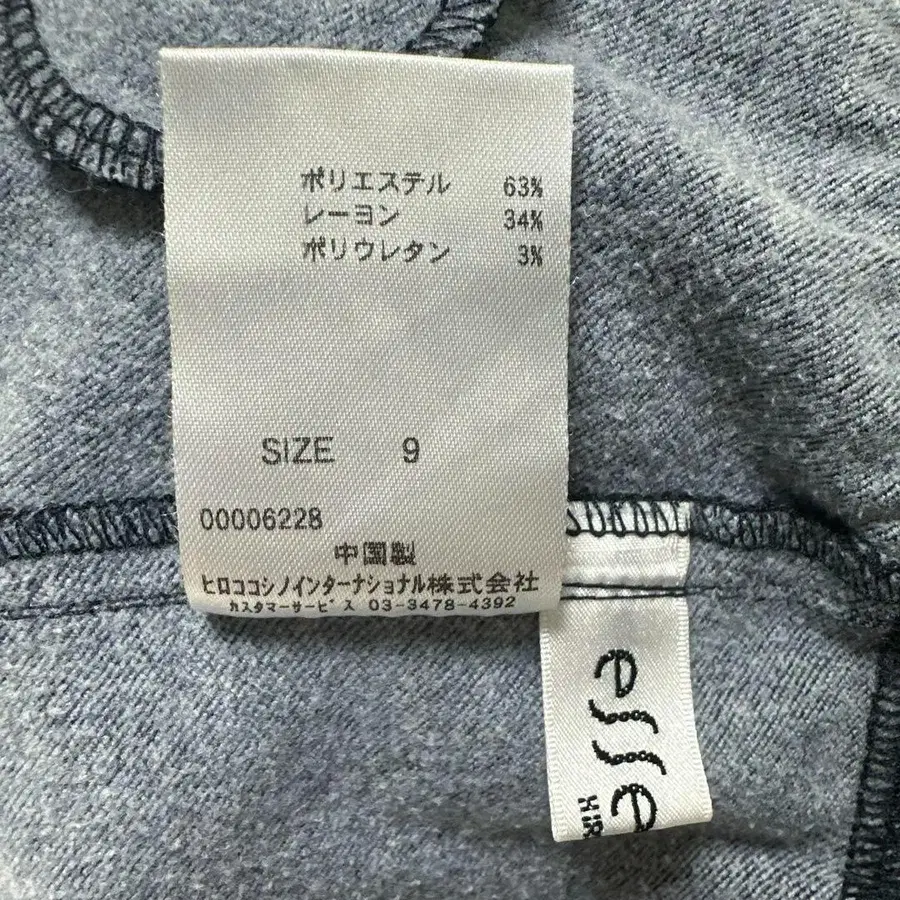 ポリエステル 63%
レーヨン 34%
ポリウレタン 3%
SIZE 9
00006228
中国製
ヒロココシノインターナショナル株式会社
カスタマーサービス 03-3478-4392
esse
HIR